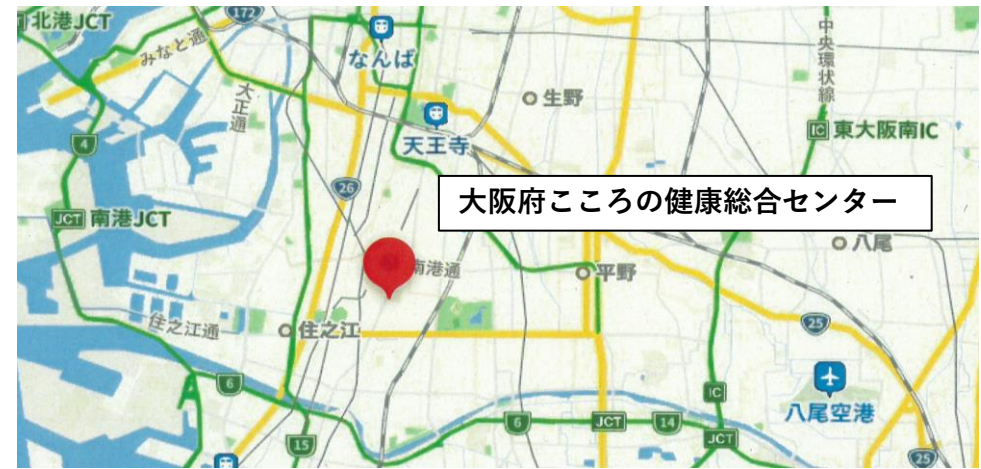 北港JCT
172
みなと通
なんば
中央環状線
大正通
生野
IC 東大阪南IC
4
天王寺
26
大阪府こころの健康総合センター
JCT 南港JCT
八尾
南港通
平野
住之江通
住之江
25
6
IC
八尾空港
6
JCT
14
15
JCT
25